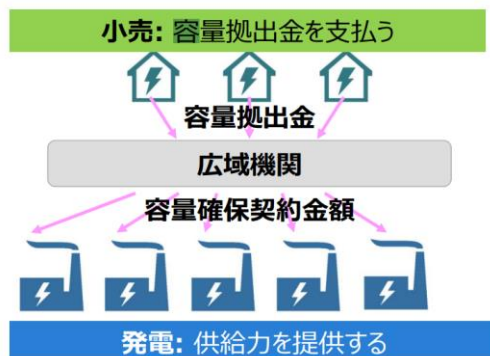 小売: 容量拠出金を支払う
容量拠出金
広域機関
容量確保契約金額
発電: 供給力を提供する